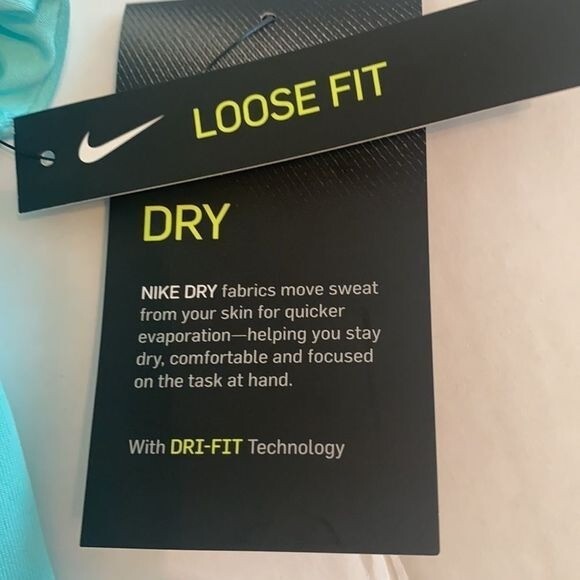 LOOSE FIT
DRY
NIKE DRY fabrics move sweat
from your skin for quicker
evaporation—helping you stay
dry, comfortable and focused
on the task at hand.
With DRI-FIT Technology